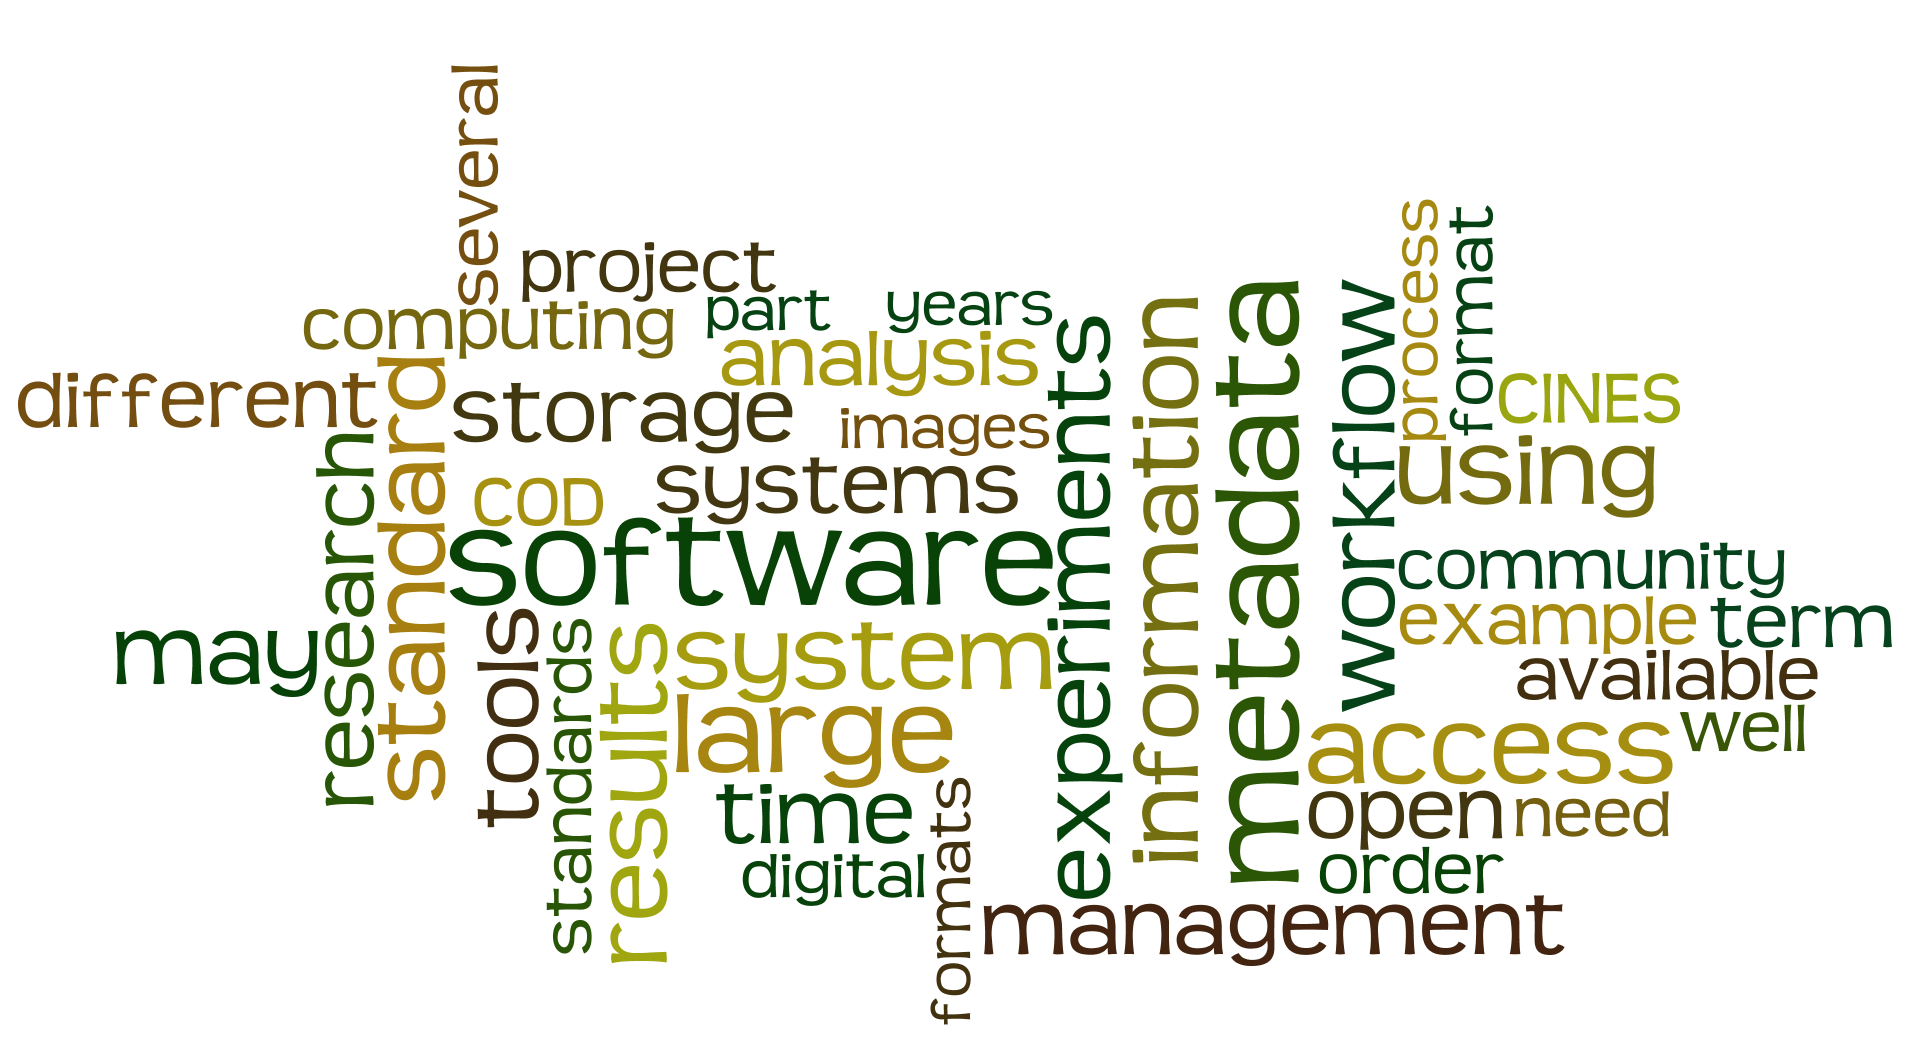 several
project
computing
part
years
analysis
different
standard
storage
images
research
COD
systems
software
experiments
information
metadata
workflow
process
format
CINES
using
community
example
term
available
may
tools
standards
results
system
large
time
digital
formats
access
well
open
need
order
management